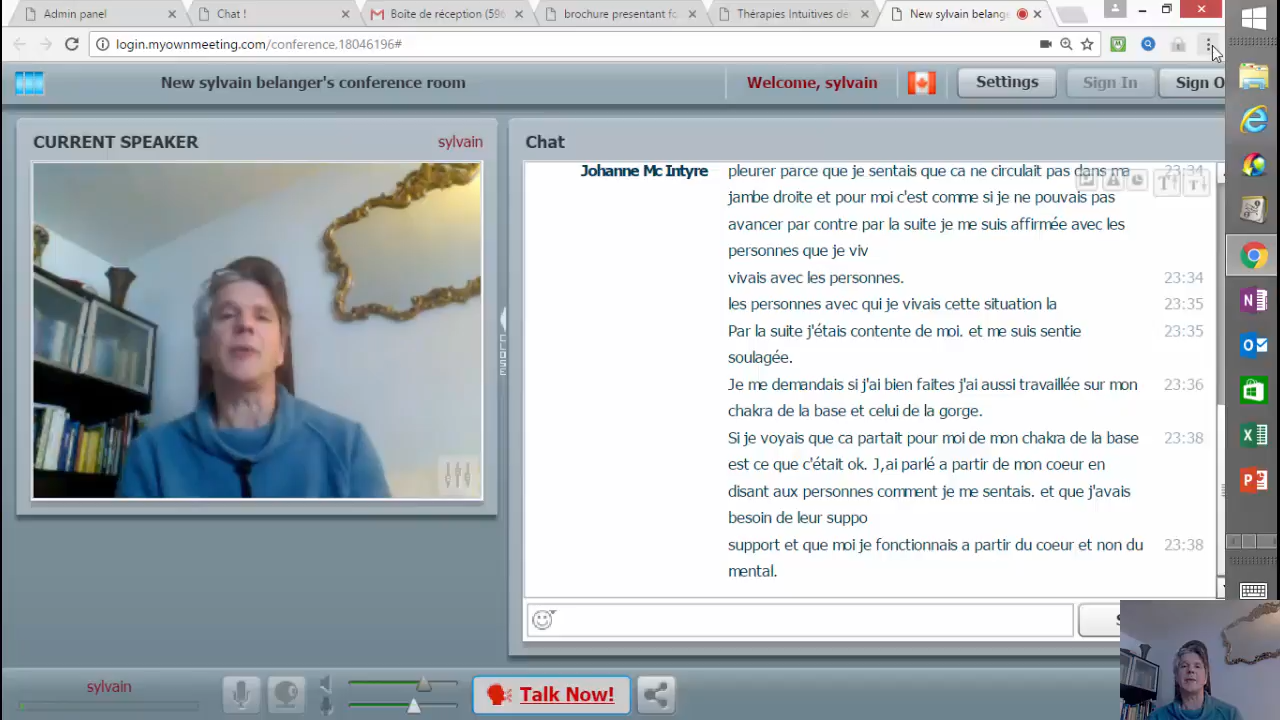 Admin panel
Chat !
Boîte de réception (596
brochure presentant fo
Thérapies Intuitives de
New sylvain belange
login.myownmeeting.com/conference,18046196#
New sylvain belanger's conference room
Welcome, sylvain
Settings
Sign In
Sign O
CURRENT SPEAKER
sylvain
Chat
Johanne Mc Intyre
pleurer parce que je sentais que ca ne circulait pas dans ma
23:34
jambe droite et pour moi c'est comme si je ne pouvais pas
avancer par contre par la suite je me suis affirmée avec les
personnes que je viv
vivais avec les personnes.
23:34
les personnes avec qui je vivais cette situation la
23:35
Par la suite j'étais contente de moi. et me suis sentie
23:35
soulagée.
Je me demandais si j'ai bien faites j'ai aussi travaillée sur mon
23:36
chakra de la base et celui de la gorge.
Si je voyais que ca partait pour moi de mon chakra de la base
23:38
est ce que c'était ok. J,ai parlé a partir de mon coeur en
disant aux personnes comment je me sentais. et que j'avais
besoin de leur suppo
support et que moi je fonctionnais a partir du coeur et non du
23:38
mental.
CLOSE
sylvain
Talk Now!